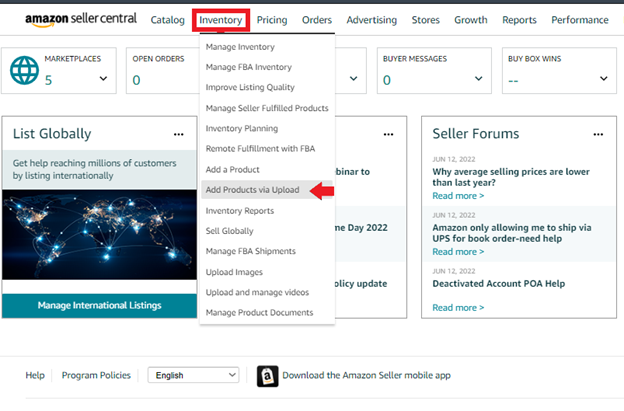 amazon seller central
Catalog Inventory Pricing Orders Advertising Stores Growth Reports Performance
MARKETPLACES
5
OPEN ORDERS
0
BUYER MESSAGES
0
BUY BOX WINS
--
Manage Inventory
Manage FBA Inventory
Improve Listing Quality
Manage Seller Fulfilled Products
Inventory Planning
Remote Fulfillment with FBA
Add a Product
Add Products via Upload
Inventory Reports
Sell Globally
Manage FBA Shipments
Upload Images
Upload and manage videos
Manage Product Documents
List Globally
Get help reaching millions of customers
by listing internationally
Manage International Listings
to
me Day 2022
policy update
Seller Forums
JUN 12, 2022
Why average selling prices are lower
than last year?
Read more >
JUN 12, 2022
Amazon only allowing me to ship via
UPS for book order-need help
Read more >
JUN 12, 2022
Deactivated Account POA Help
Read more >
Help Program Policies English Download the Amazon Seller mobile app